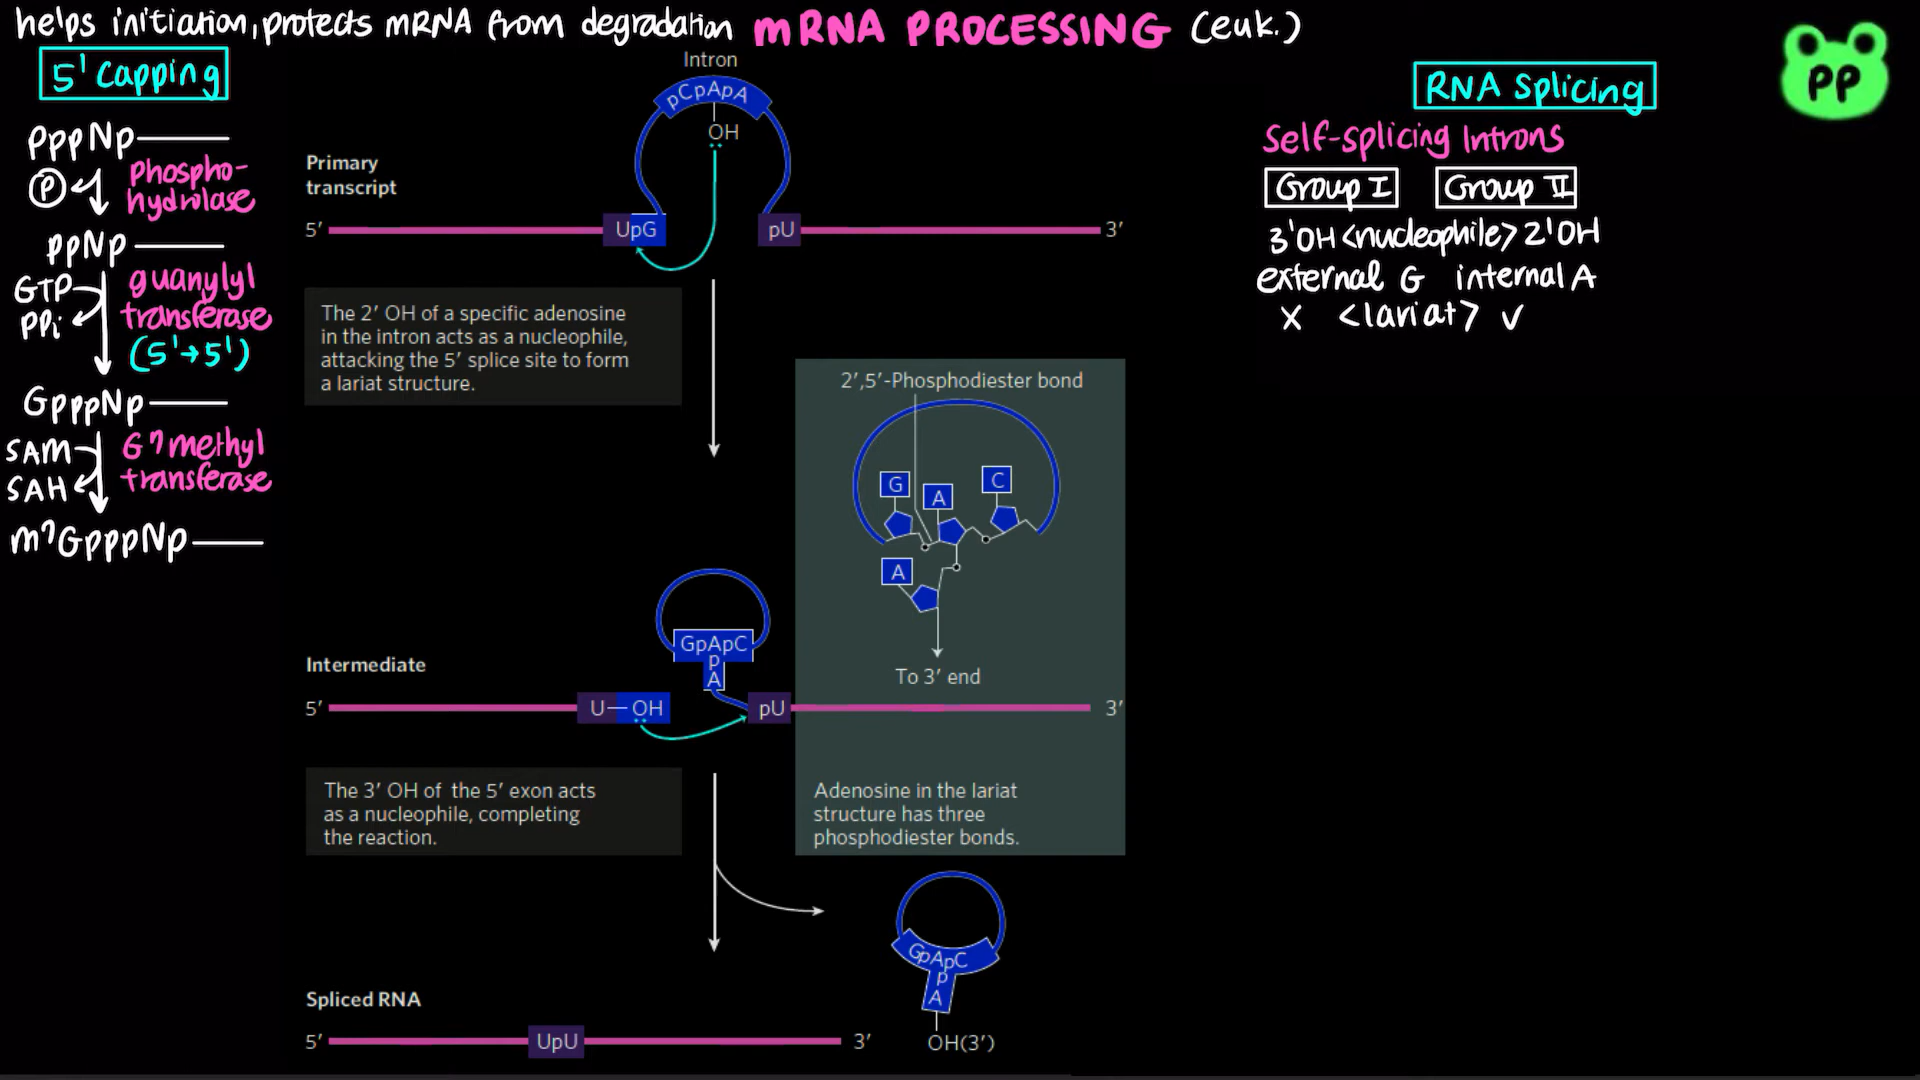 helps initiation, protects mRNA from degradation mRNA PROCESSING (euk.)
PP
5' Capping
pppNp
P
Phospho-
hydrolase
ppNp
GTP
PPi
guanylyl
transferase
(5'→5')
GpppNp
SAM
SAH
G7 methyl
transferase
m7GpppNp
Intron
pCpApA
OH
Primary
transcript
5′ UpG pU 3′
The 2′ OH of a specific adenosine
in the intron acts as a nucleophile,
attacking the 5′ splice site to form
a lariat structure.
2′,5′-Phosphodiester bond
G A C
A
To 3′ end
GpApC
p
A
Intermediate
5′ U—OH pU 3′
The 3′ OH of the 5′ exon acts
as a nucleophile, completing
the reaction.
Adenosine in the lariat
structure has three
phosphodiester bonds.
GpApC
p
A
OH(3′)
Spliced RNA
5′ UpU 3′
RNA Splicing
Self-splicing Introns
Group I Group II
3'OH <nucleophile> 2'OH
external G internal A
X <lariat> ✓